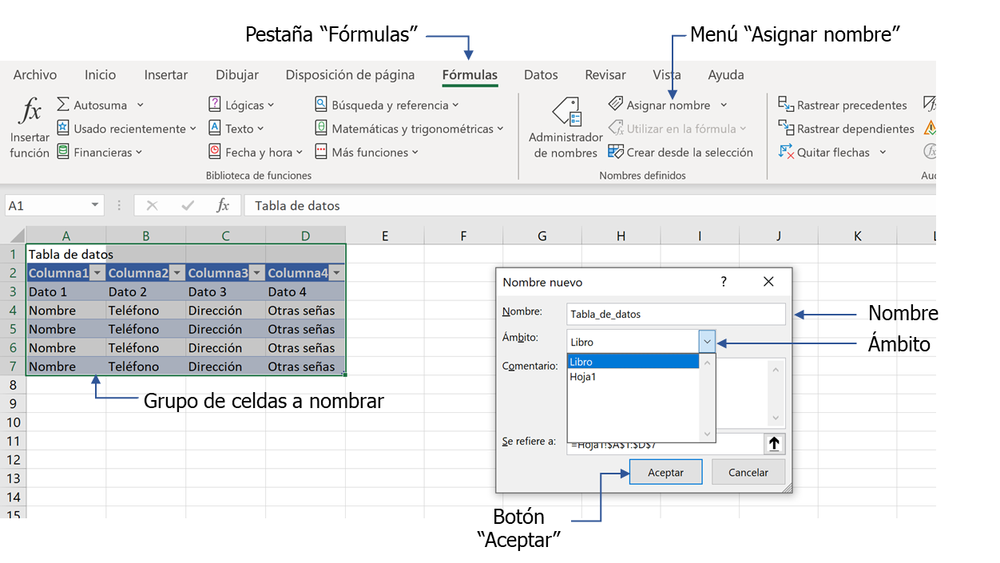 Pestaña “Fórmulas”
Menú “Asignar nombre”
Archivo Inicio Insertar Dibujar Disposición de página Fórmulas Datos Revisar Vista Ayuda
fx
Insertar
función
Autosuma
Usado recientemente
Financieras
Lógicas
Texto
Fecha y hora
Búsqueda y referencia
Matemáticas y trigonométricas
Más funciones
Biblioteca de funciones
Administrador
de nombres
Asignar nombre
Utilizar en la fórmula
Crear desde la selección
Nombres definidos
Rastrear precedentes
Rastrear dependientes
Quitar flechas
A1 fx Tabla de datos
A B C D E F G H I J K
1 Tabla de datos
2 Columna1 Columna2 Columna3 Columna4
3 Dato 1 Dato 2 Dato 3 Dato 4
4 Nombre Teléfono Dirección Otras señas
5 Nombre Teléfono Dirección Otras señas
6 Nombre Teléfono Dirección Otras señas
7 Nombre Teléfono Dirección Otras señas
8
9
10
11
12
13
14
15
Grupo de celdas a nombrar
Nombre nuevo ?
Nombre: Tabla_de_datos
Ámbito: Libro
Libro
Hoja1
Comentario:
Se refiere a: =Hoja1!$A$1:$D$7
Aceptar Cancelar
Nombre
Ámbito
Botón
“Aceptar”